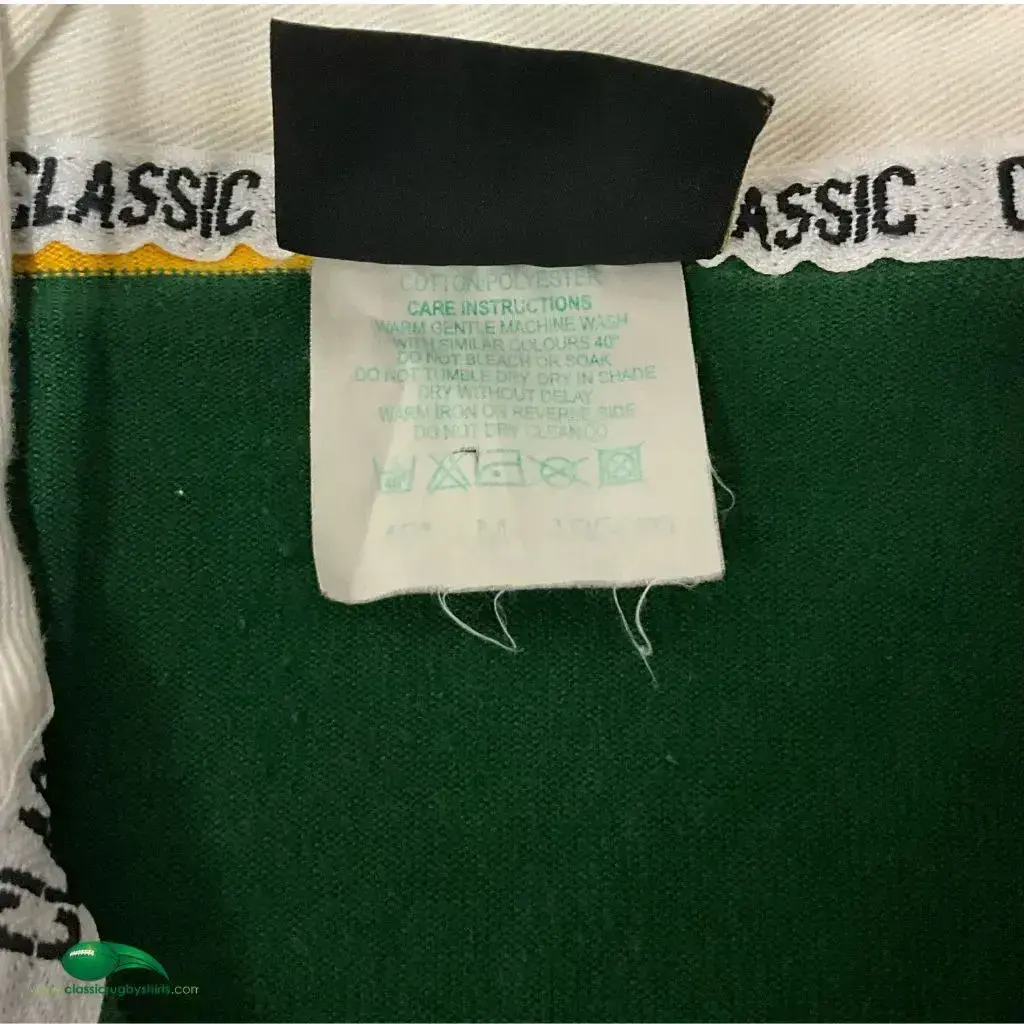 CLASSIC
ASSIC
C
COTTON/POLYESTER
CARE INSTRUCTIONS
WARM GENTLE MACHINE WASH
WITH SIMILAR COLOURS 40°
DO NOT BLEACH OR SOAK
DO NOT TUMBLE DRY DRY IN SHADE
DRY WITHOUT DELAY
WARM IRON ON REVERSE SIDE
DO NOT DRY CLEAN
classicrugbyshirts.com